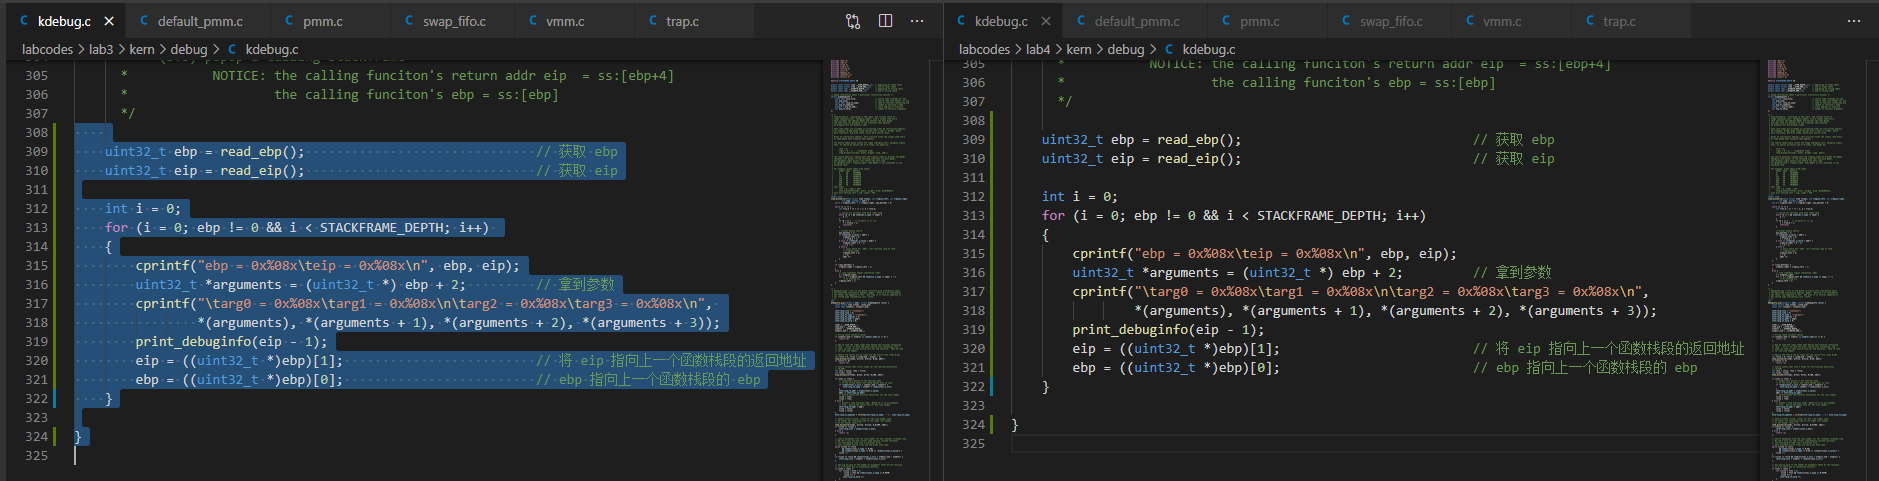 kdebug.c × default_pmm.c pmm.c swap_fifo.c vmm.c trap.c ···
labcodes > lab3 > kern > debug > C kdebug.c
305 * NOTICE: the calling funciton's return addr eip = ss:[ebp+4]
306 * the calling funciton's ebp = ss:[ebp]
307 */
308
309 uint32_t ebp = read_ebp(); // 获取 ebp
310 uint32_t eip = read_eip(); // 获取 eip
311
312 int i = 0;
313 for (i = 0; ebp != 0 && i < STACKFRAME_DEPTH; i++)
314 {
315 cprintf("ebp = 0x%08x\teip = 0x%08x\n", ebp, eip);
316 uint32_t *arguments = (uint32_t *) ebp + 2; // 拿到参数
317 cprintf("\targ0 = 0x%08x\targ1 = 0x%08x\n\targ2 = 0x%08x\targ3 = 0x%08x\n",
318 *(arguments), *(arguments + 1), *(arguments + 2), *(arguments + 3));
319 print_debuginfo(eip - 1);
320 eip = ((uint32_t *)ebp)[1]; // 将 eip 指向上一个函数栈段的返回地址
321 ebp = ((uint32_t *)ebp)[0]; // ebp 指向上一个函数栈段的 ebp
322 }
323
324 }
325
kdebug.c × default_pmm.c pmm.c swap_fifo.c vmm.c trap.c ···
labcodes > lab4 > kern > debug > C kdebug.c
305 * NOTICE: the calling funciton's return addr eip = ss:[ebp+4]
306 * the calling funciton's ebp = ss:[ebp]
307 */
308
309 uint32_t ebp = read_ebp(); // 获取 ebp
310 uint32_t eip = read_eip(); // 获取 eip
311
312 int i = 0;
313 for (i = 0; ebp != 0 && i < STACKFRAME_DEPTH; i++)
314 {
315 cprintf("ebp = 0x%08x\teip = 0x%08x\n", ebp, eip);
316 uint32_t *arguments = (uint32_t *) ebp + 2; // 拿到参数
317 cprintf("\targ0 = 0x%08x\targ1 = 0x%08x\n\targ2 = 0x%08x\targ3 = 0x%08x\n",
318 *(arguments), *(arguments + 1), *(arguments + 2), *(arguments + 3));
319 print_debuginfo(eip - 1);
320 eip = ((uint32_t *)ebp)[1]; // 将 eip 指向上一个函数栈段的返回地址
321 ebp = ((uint32_t *)ebp)[0]; // ebp 指向上一个函数栈段的 ebp
322 }
323
324 }
325